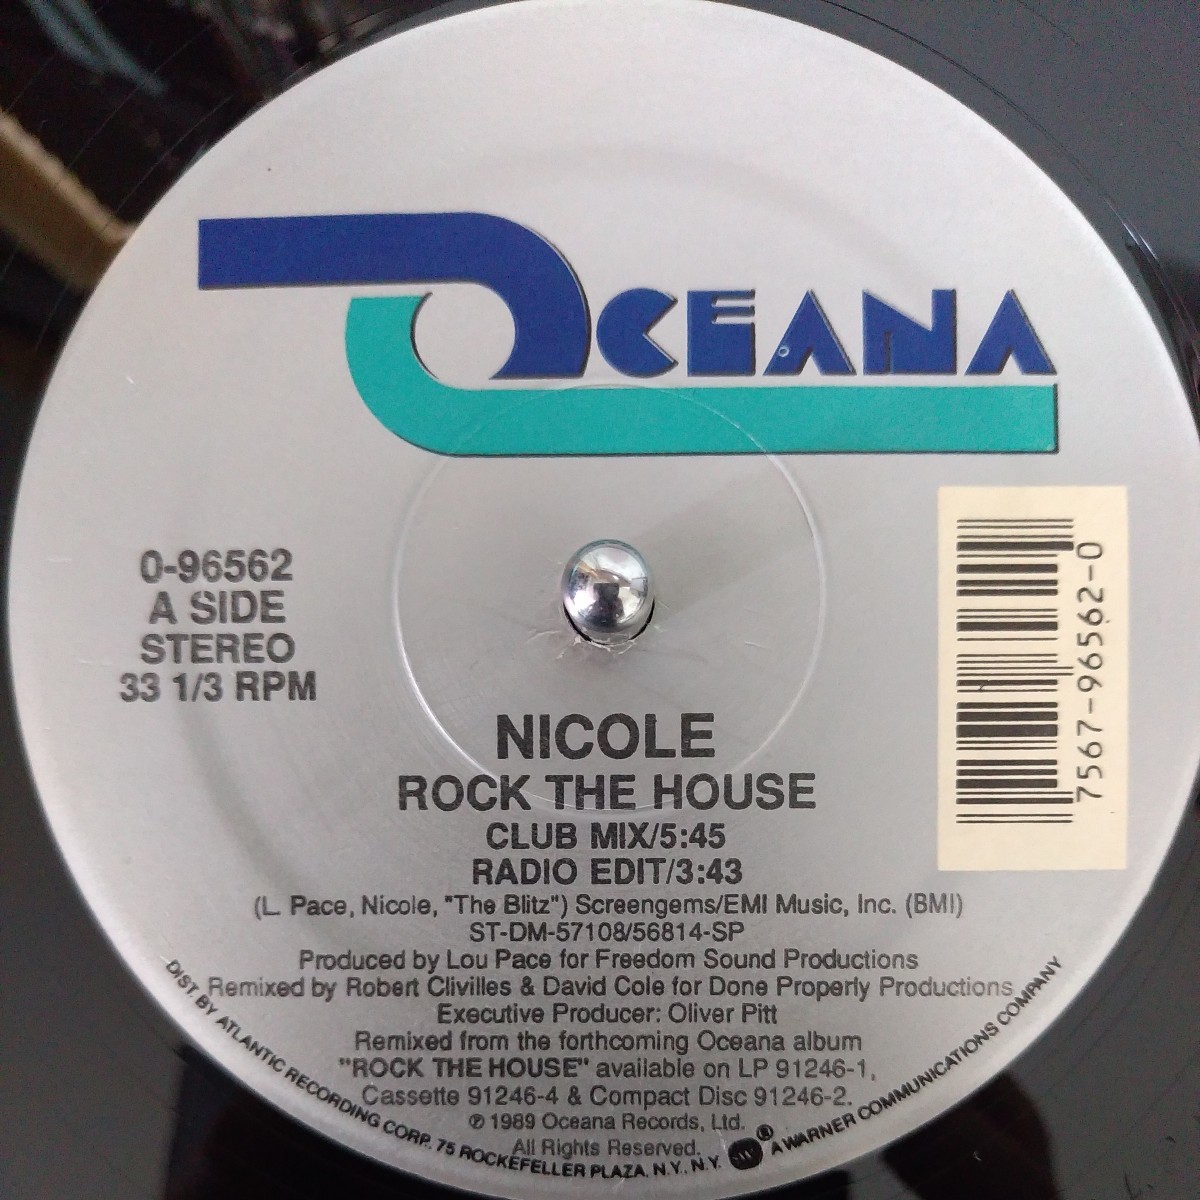 OCEANA
0-96562
A SIDE
STEREO
33 1/3 RPM
7567-96562-0
NICOLE
ROCK THE HOUSE
CLUB MIX/5:45
RADIO EDIT/3:43
(L. Pace, Nicole, "The Blitz") Screengems/EMI Music, Inc. (BMI)
ST-DM-57108/56814-SP
Produced by Lou Pace for Freedom Sound Productions
Remixed by Robert Clivilles & David Cole for Done Properly Productions
Executive Producer: Oliver Pitt
Remixed from the forthcoming Oceana album
"ROCK THE HOUSE" available on LP 91246-1,
Cassette 91246-4 & Compact Disc 91246-2.
℗ 1989 Oceana Records, Ltd.
All Rights Reserved.
DIST. BY ATLANTIC RECORDING CORP. 75 ROCKEFELLER PLAZA, N.Y., N.Y. ® A WARNER COMMUNICATIONS COMPANY